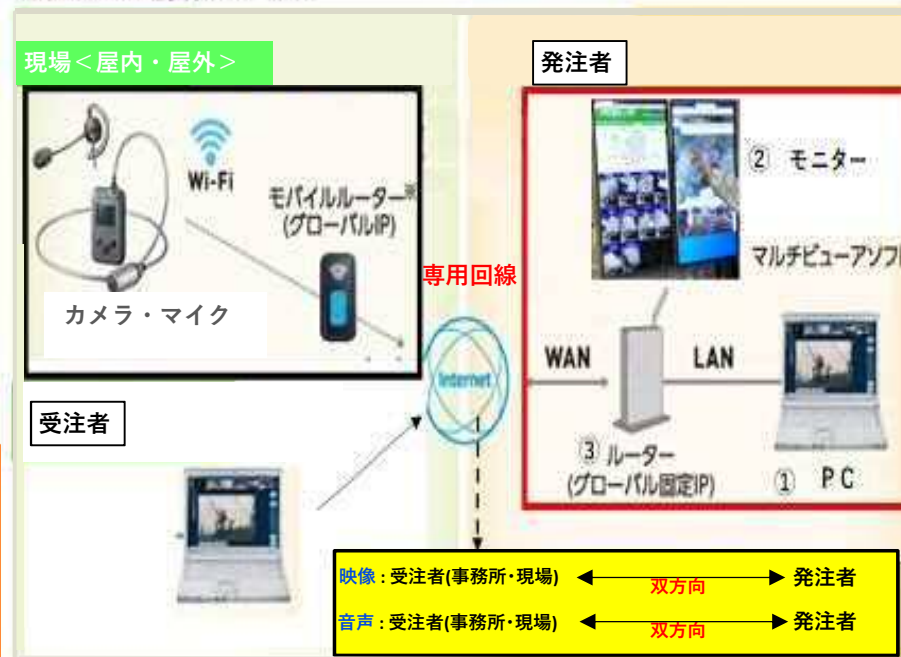 現場＜屋内・屋外＞
Wi-Fi
モバイルルーター※
(グローバルIP)
カメラ・マイク
専用回線
発注者
② モニター
マルチビューアソフト
WAN
LAN
Internet
③ ルーター
(グローバル固定IP)
① PC
受注者
映像：受注者(事務所・現場) 双方向 発注者
音声：受注者(事務所・現場) 双方向 発注者